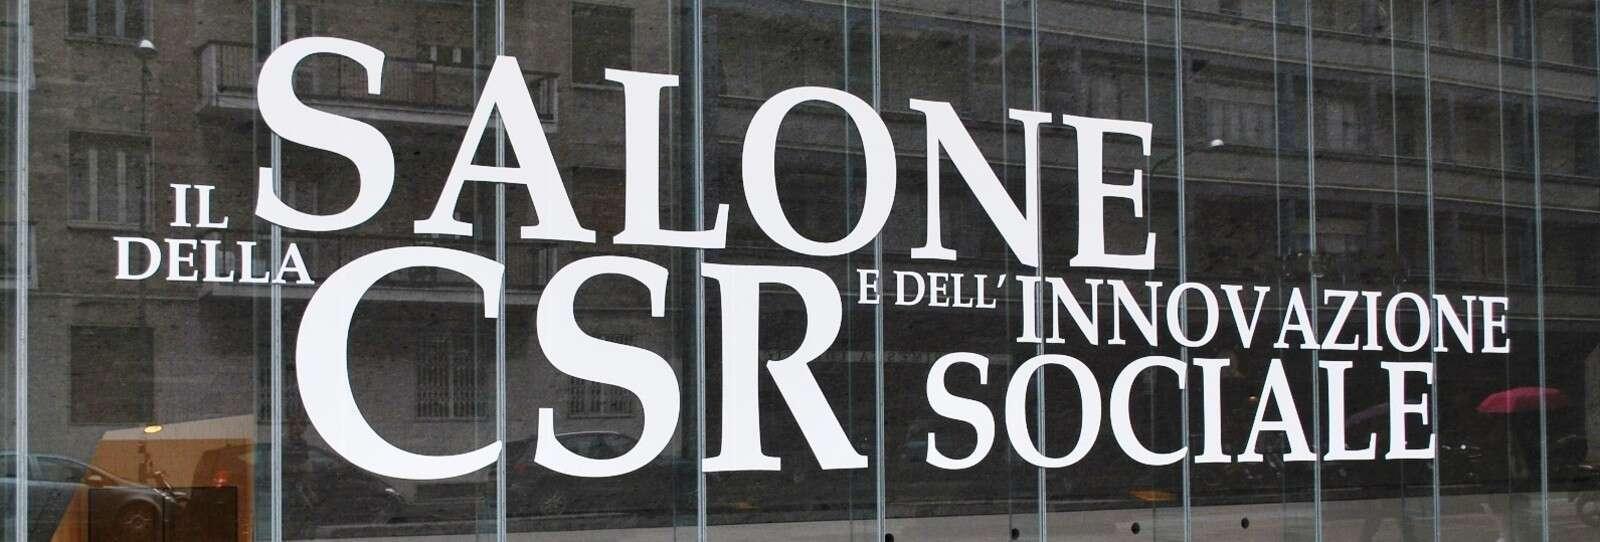 IL SALONE
DELLA CSR E DELL'INNOVAZIONE
SOCIALE